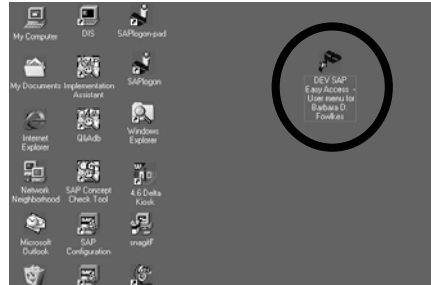 My Computer
DIS
SAPlogon-pad
My Documents
Implementation
Assistant
SAPlogon
DEV SAP
Easy Access -
User menu for
Barbara D.
Fowlkes
Internet
Explorer
Q&Adb
Windows
Explorer
Network
Neighborhood
SAP Concept
Check Tool
4.6 Delta
Kiosk
Microsoft
Outlook
SAP
Configuration
snagitF